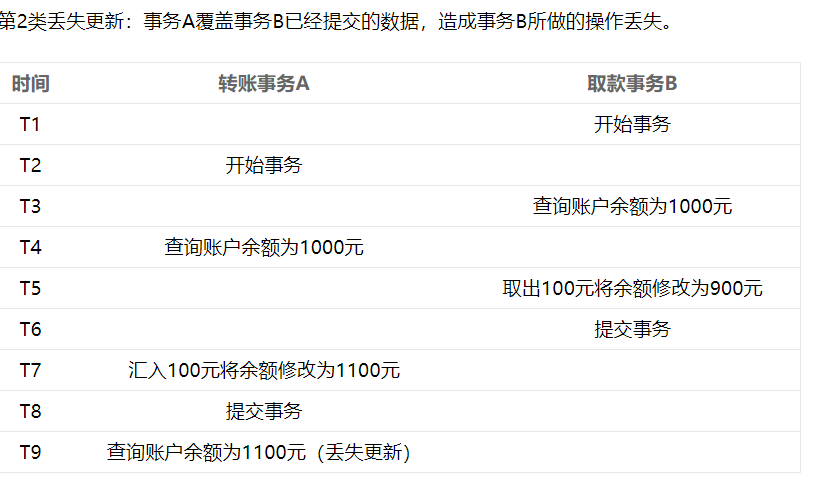 第2类丢失更新：事务A覆盖事务B已经提交的数据，造成事务B所做的操作丢失。
时间 转账事务A 取款事务B
T1 开始事务
T2 开始事务
T3 查询账户余额为1000元
T4 查询账户余额为1000元
T5 取出100元将余额修改为900元
T6 提交事务
T7 汇入100元将余额修改为1100元
T8 提交事务
T9 查询账户余额为1100元（丢失更新）